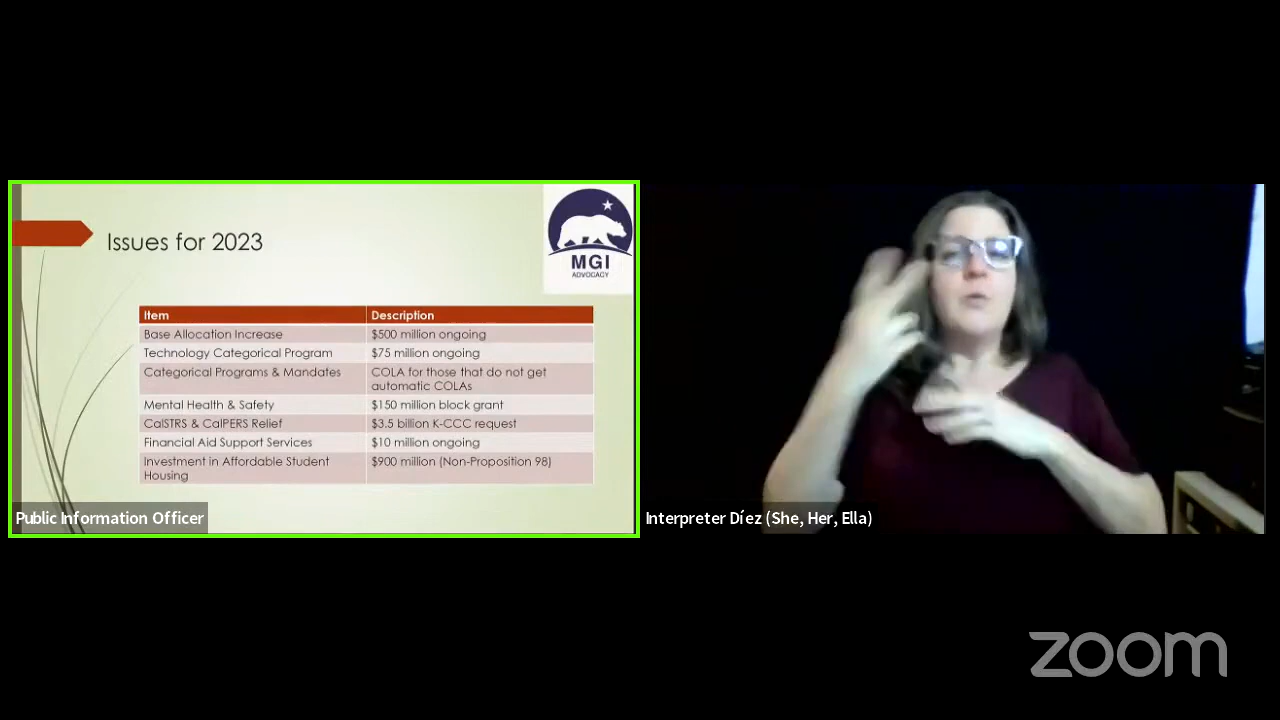 Issues for 2023
MGI
ADVOCACY
Item Description
Base Allocation Increase $500 million ongoing
Technology Categorical Program $75 million ongoing
Categorical Programs & Mandates COLA for those that do not get
automatic COLAs
Mental Health & Safety $150 million block grant
CalSTRS & CalPERS Relief $3.5 billion K-CCC request
Financial Aid Support Services $10 million ongoing
Investment in Affordable Student $900 million (Non-Proposition 98)
Housing
Public Information Officer
Interpreter Díez (She, Her, Ella)
zoom